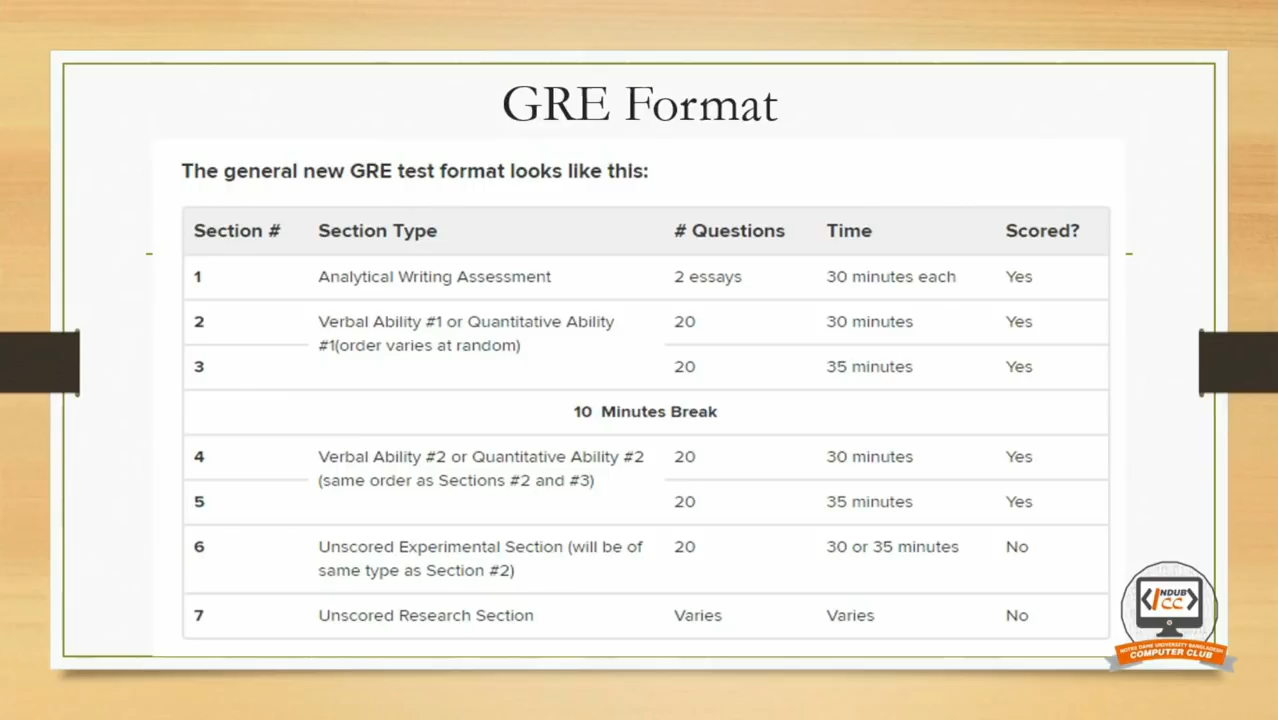 GRE Format
The general new GRE test format looks like this:
Section # Section Type # Questions Time Scored?
1 Analytical Writing Assessment 2 essays 30 minutes each Yes
2 Verbal Ability #1 or Quantitative Ability 20 30 minutes Yes
#1(order varies at random)
3 20 35 minutes Yes
10 Minutes Break
4 Verbal Ability #2 or Quantitative Ability #2 20 30 minutes Yes
(same order as Sections #2 and #3)
5 20 35 minutes Yes
6 Unscored Experimental Section (will be of 20 30 or 35 minutes No
same type as Section #2)
7 Unscored Research Section Varies Varies No
NDUB
CC
NOTRE DAME UNIVERSITY BANGLADESH
COMPUTER CLUB